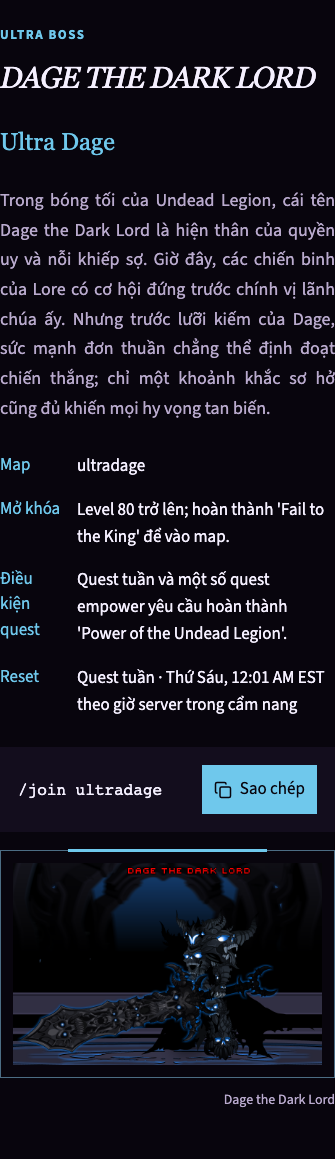 ULTRA BOSS
DAGE THE DARK LORD
Ultra Dage
Trong bóng tối của Undead Legion, cái tên
Dage the Dark Lord là hiện thân của quyền
uy và nỗi khiếp sợ. Giờ đây, các chiến binh
của Lore có cơ hội đứng trước chính vị lãnh
chúa ấy. Nhưng trước lưỡi kiếm của Dage,
sức mạnh đơn thuần chẳng thể định đoạt
chiến thắng; chỉ một khoảnh khắc sơ hở
cũng đủ khiến mọi hy vọng tan biến.
Map
ultradage
Mở khóa
Level 80 trở lên; hoàn thành 'Fail to
the King' để vào map.
Điều
kiện
quest
Quest tuần và một số quest
empower yêu cầu hoàn thành
'Power of the Undead Legion'.
Reset
Quest tuần · Thứ Sáu, 12:01 AM EST
theo giờ server trong cẩm nang
/join ultradage
Sao chép
DAGE THE DARK LORD
Dage the Dark Lord